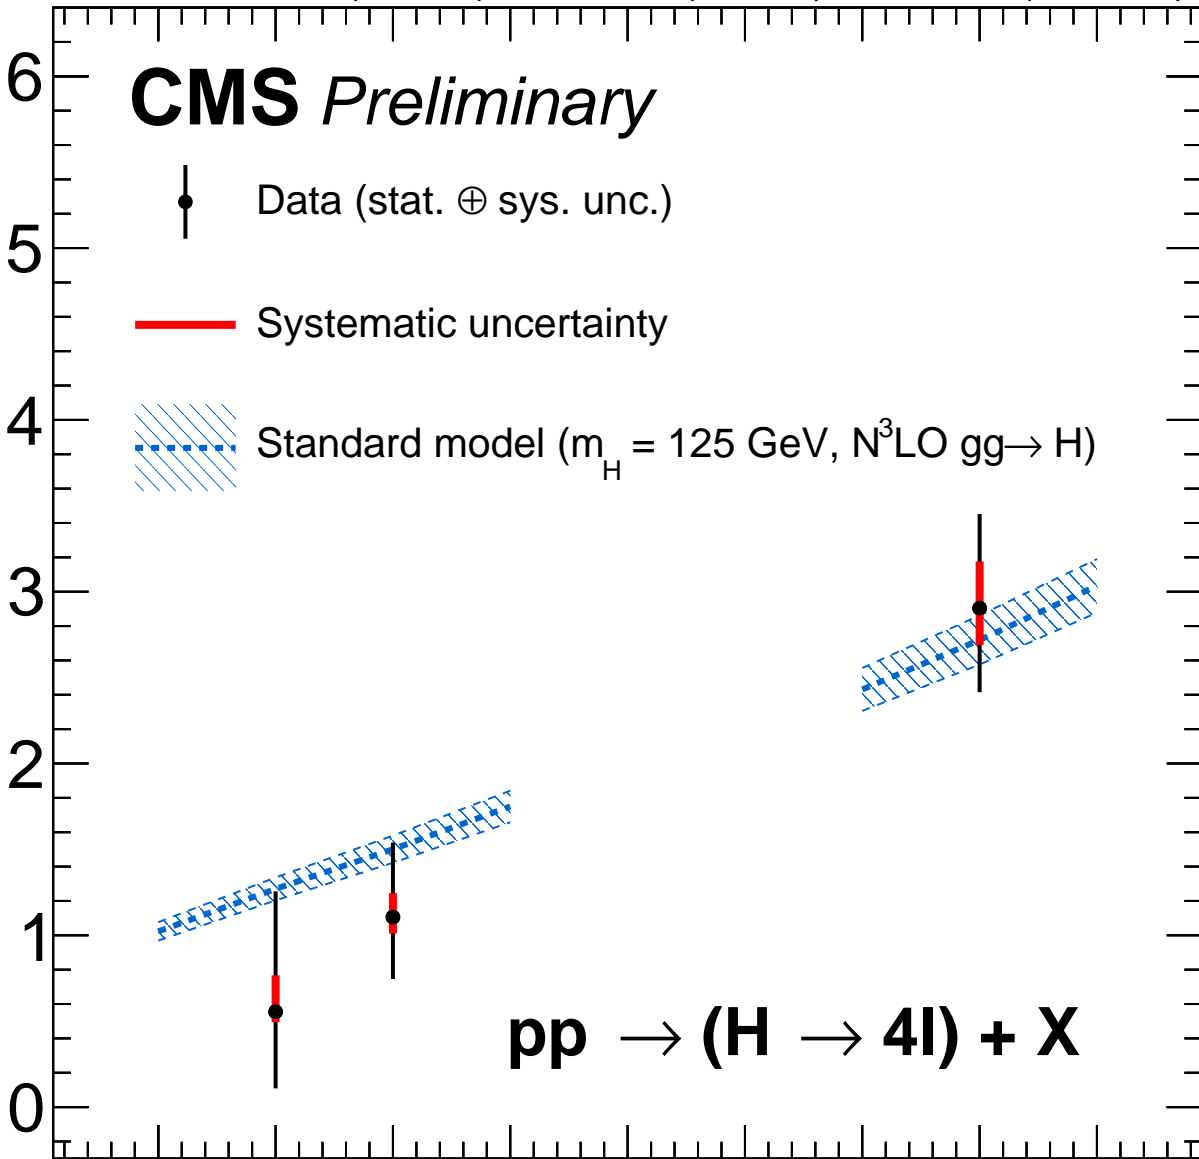 CMS Preliminary
Data (stat. ⊕ sys. unc.)
Systematic uncertainty
Standard model (m_H = 125 GeV, N³LO gg→ H)
6
5
4
3
2
1
0
pp → (H → 4l) + X